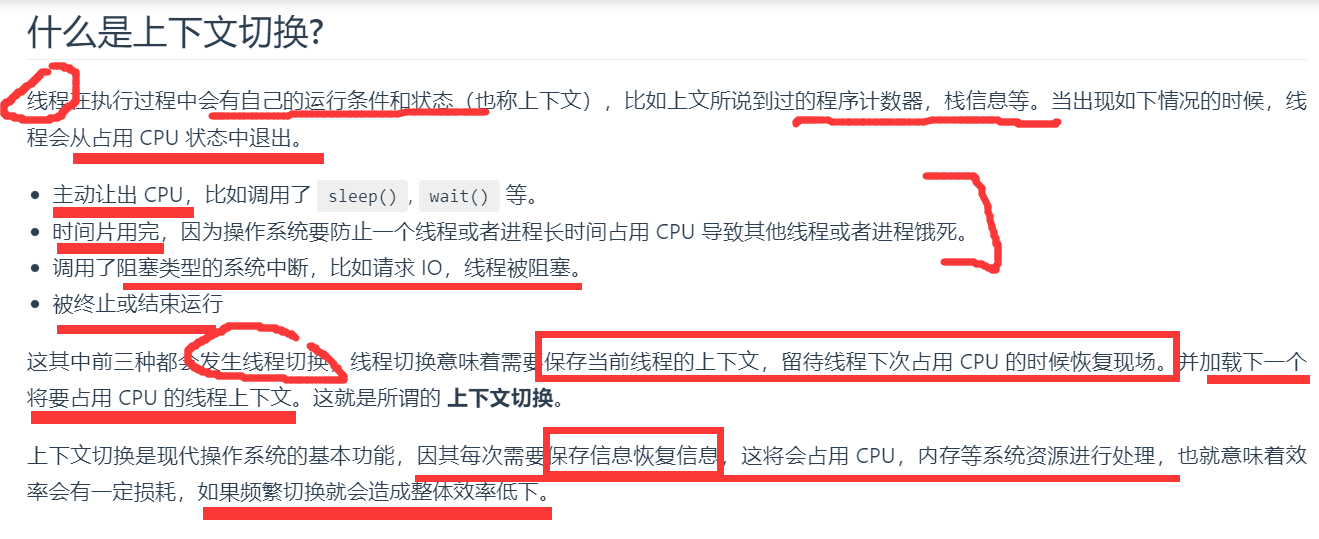 什么是上下文切换?
线程在执行过程中会有自己的运行条件和状态（也称上下文），比如上文所说到过的程序计数器，栈信息等。当出现如下情况的时候，线
程会从占用 CPU 状态中退出。
主动让出 CPU，比如调用了 sleep(), wait() 等。
时间片用完，因为操作系统要防止一个线程或者进程长时间占用 CPU 导致其他线程或者进程饿死。
调用了阻塞类型的系统中断，比如请求 IO，线程被阻塞。
被终止或结束运行
这其中前三种都会发生线程切换，线程切换意味着需要保存当前线程的上下文，留待线程下次占用 CPU 的时候恢复现场。并加载下一个
将要占用 CPU 的线程上下文。这就是所谓的 上下文切换。
上下文切换是现代操作系统的基本功能，因其每次需要保存信息恢复信息，这将会占用 CPU，内存等系统资源进行处理，也就意味着效
率会有一定损耗，如果频繁切换就会造成整体效率低下。